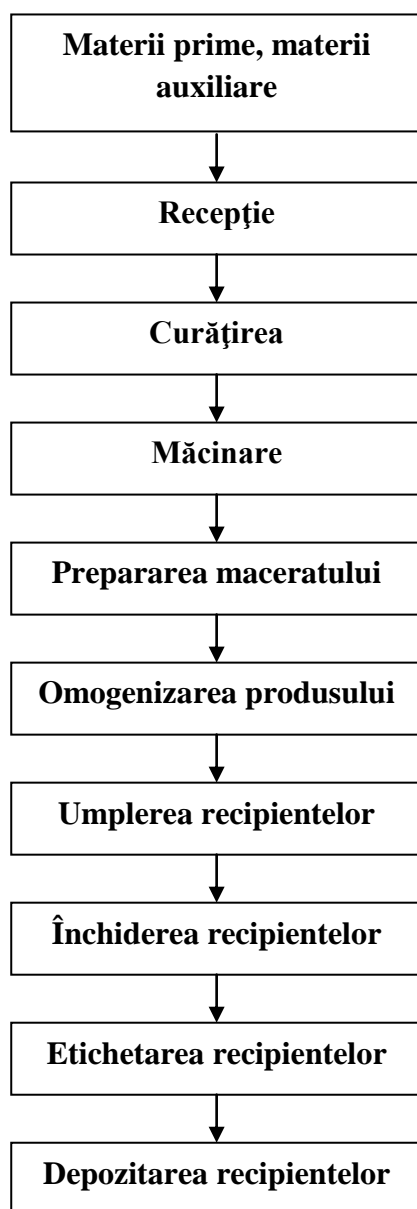 Materii prime, materii
auxiliare
Recepţie
Curăţirea
Măcinare
Prepararea maceratului
Omogenizarea produsului
Umplerea recipientelor
Închiderea recipientelor
Etichetarea recipientelor
Depozitarea recipientelor